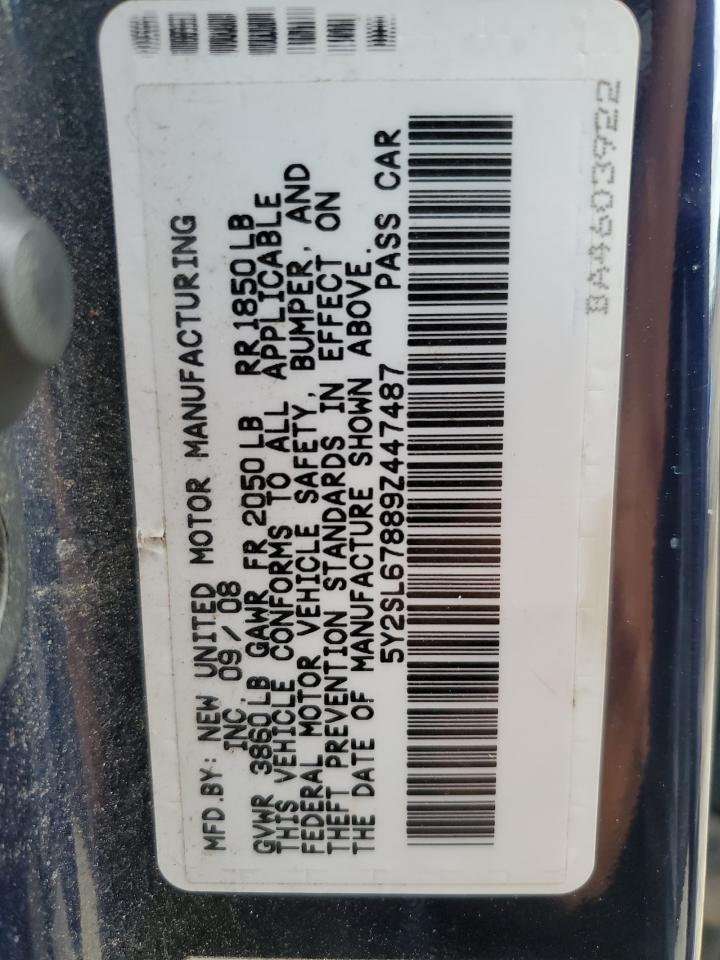 MFD.BY: NEW UNITED MOTOR MANUFACTURING
INC. 09/08
GVWR 3860LB GAWR FR 2050LB RR 1850LB
THIS VEHICLE CONFORMS TO ALL APPLICABLE
FEDERAL MOTOR VEHICLE SAFETY, BUMPER, AND
THEFT PREVENTION STANDARDS IN EFFECT ON
THE DATE OF MANUFACTURE SHOWN ABOVE.
5Y2SL67889Z447487 PASS CAR
BA4603922